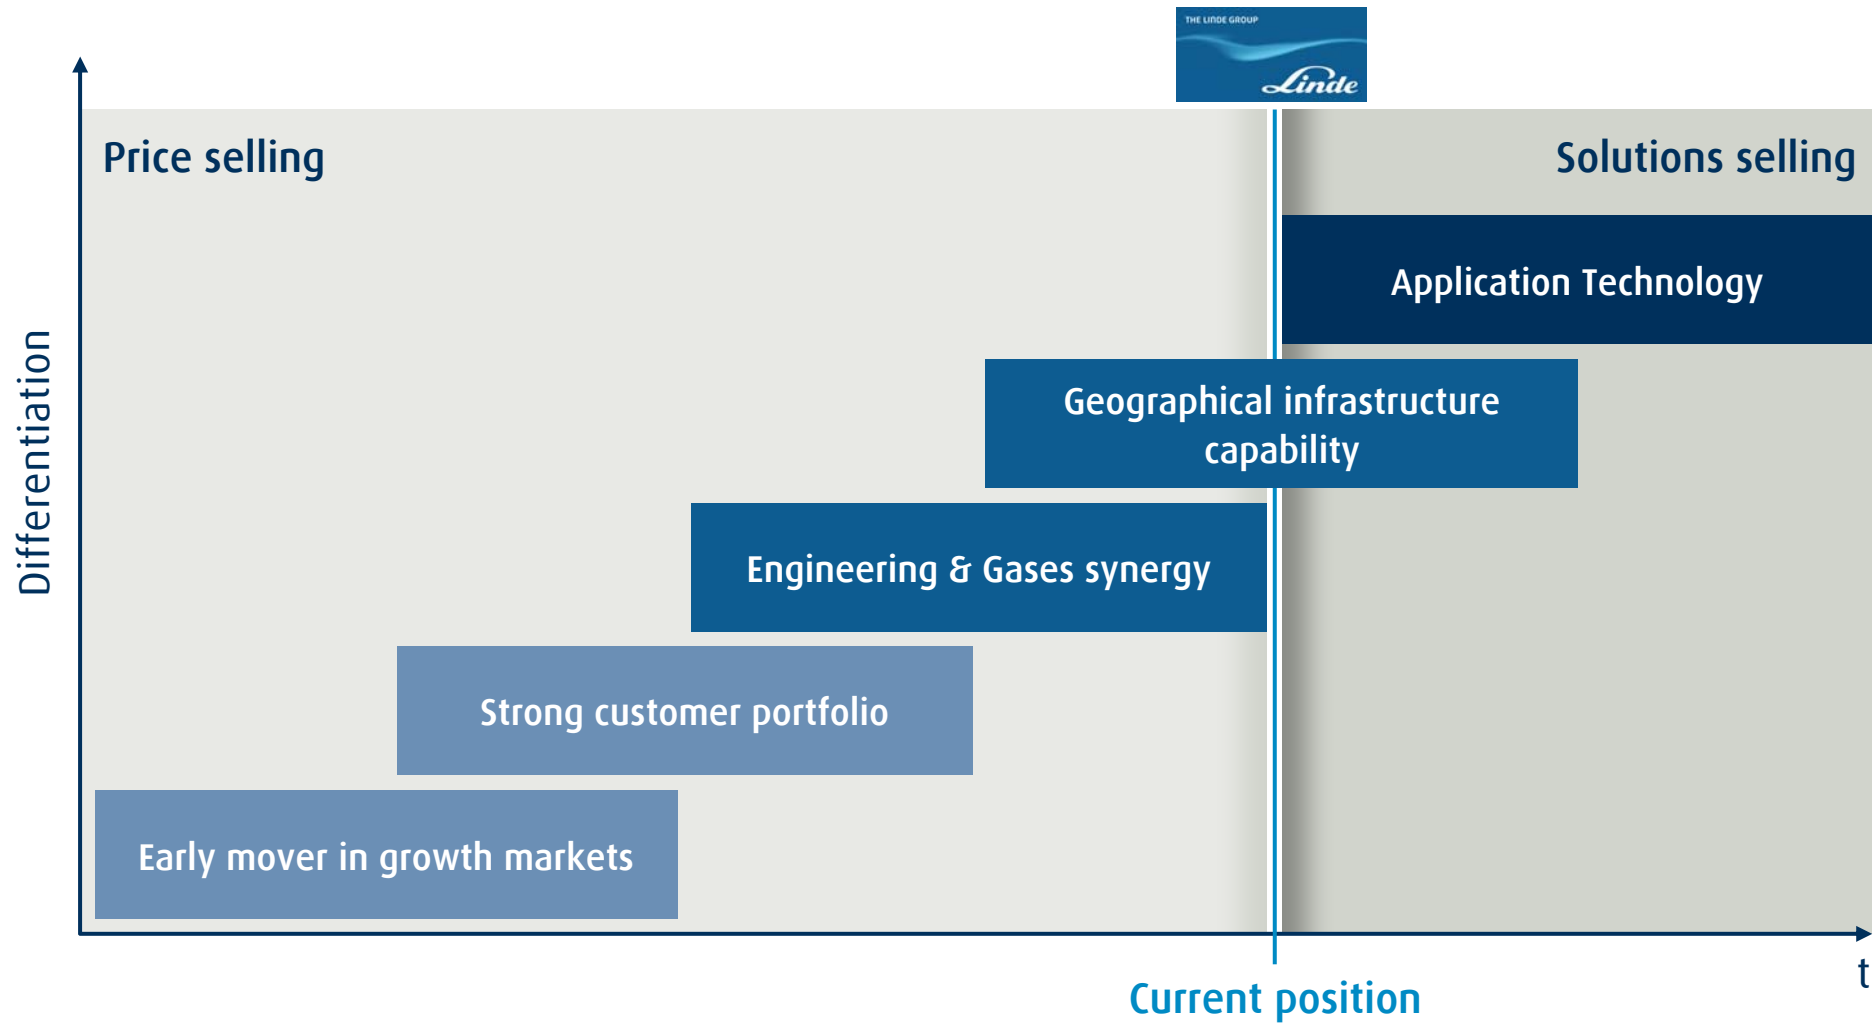 THE LINDE GROUP
Linde
Price selling
Solutions selling
Application Technology
Geographical infrastructure
capability
Engineering & Gases synergy
Strong customer portfolio
Early mover in growth markets
Differentiation
t
Current position